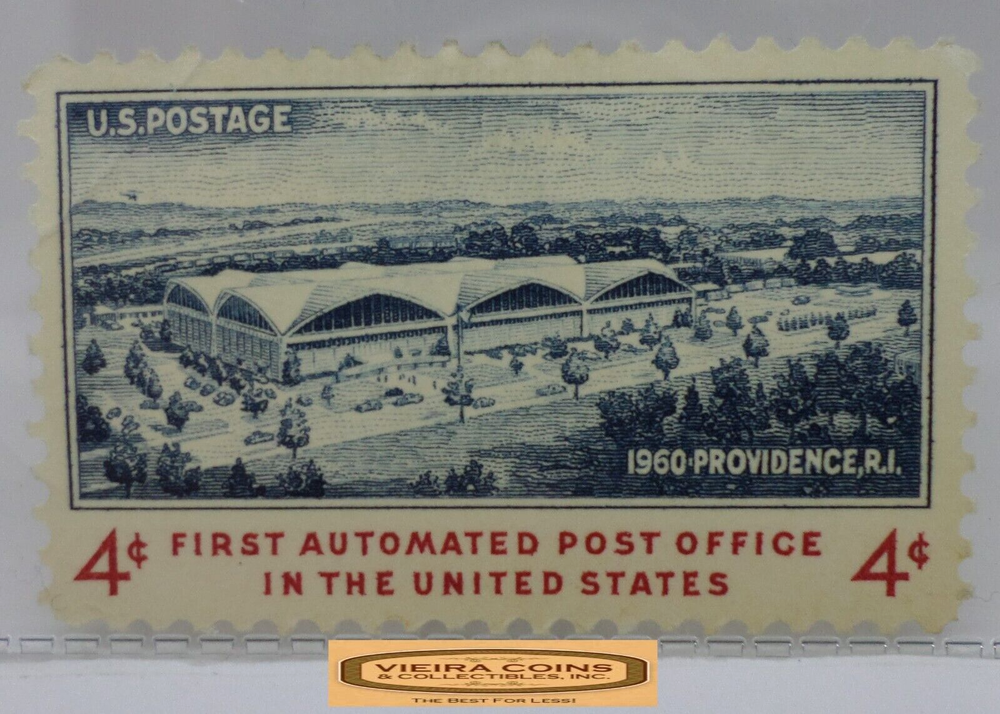 U.S.POSTAGE
1960·PROVIDENCE,R.I.
4¢ FIRST AUTOMATED POST OFFICE 4¢
IN THE UNITED STATES
VIEIRA COINS
& COLLECTIBLES, INC.
THE BEST FOR LESS!